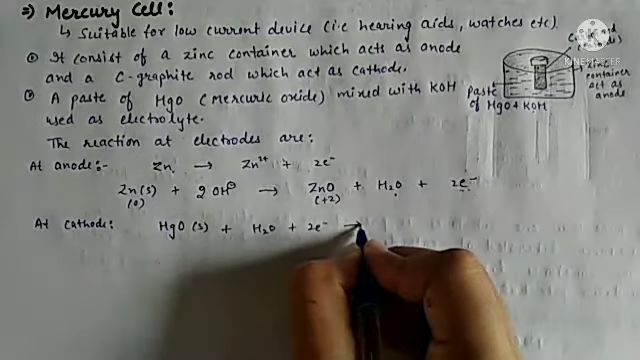 ⇒ Mercury Cell:
↳ Suitable for low current device (i.e hearing aids, watches etc).
It consist of a zinc container which acts as anode
and a C-graphite rod which act as cathode.
A paste of HgO (Mercuric oxide) mixed with KOH
used as electrolyte.
The reaction at electrodes are:
At anode:- Zn → Zn²⁺ + 2e⁻
Zn(s) + 2OH⊖ → ZnO + H₂O + 2e⁻
(0) (+2)
At cathode: HgO(s) + H₂O + 2e⁻ →
container
act as
anode
paste
of HgO + KOH
KINEMASTER